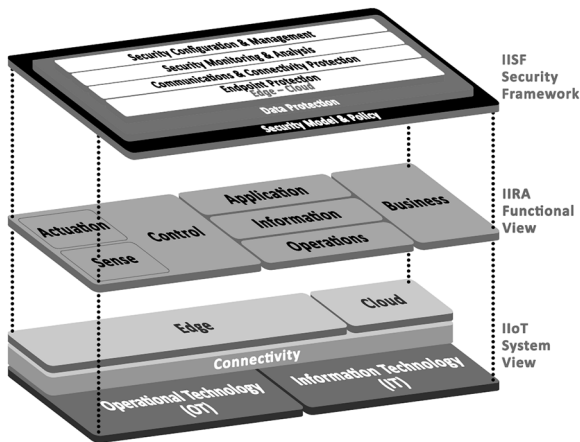 Security Configuration & Management
Security Monitoring & Analysis
Communications & Connectivity Protection
Endpoint Protection
Edge – Cloud
Data Protection
Security Model & Policy
IISF
Security
Framework
Actuation
Sense
Control
Application
Information
Operations
Business
IIRA
Functional
View
Edge
Cloud
Connectivity
Operational Technology
(OT)
Information Technology
(IT)
IIoT
System
View